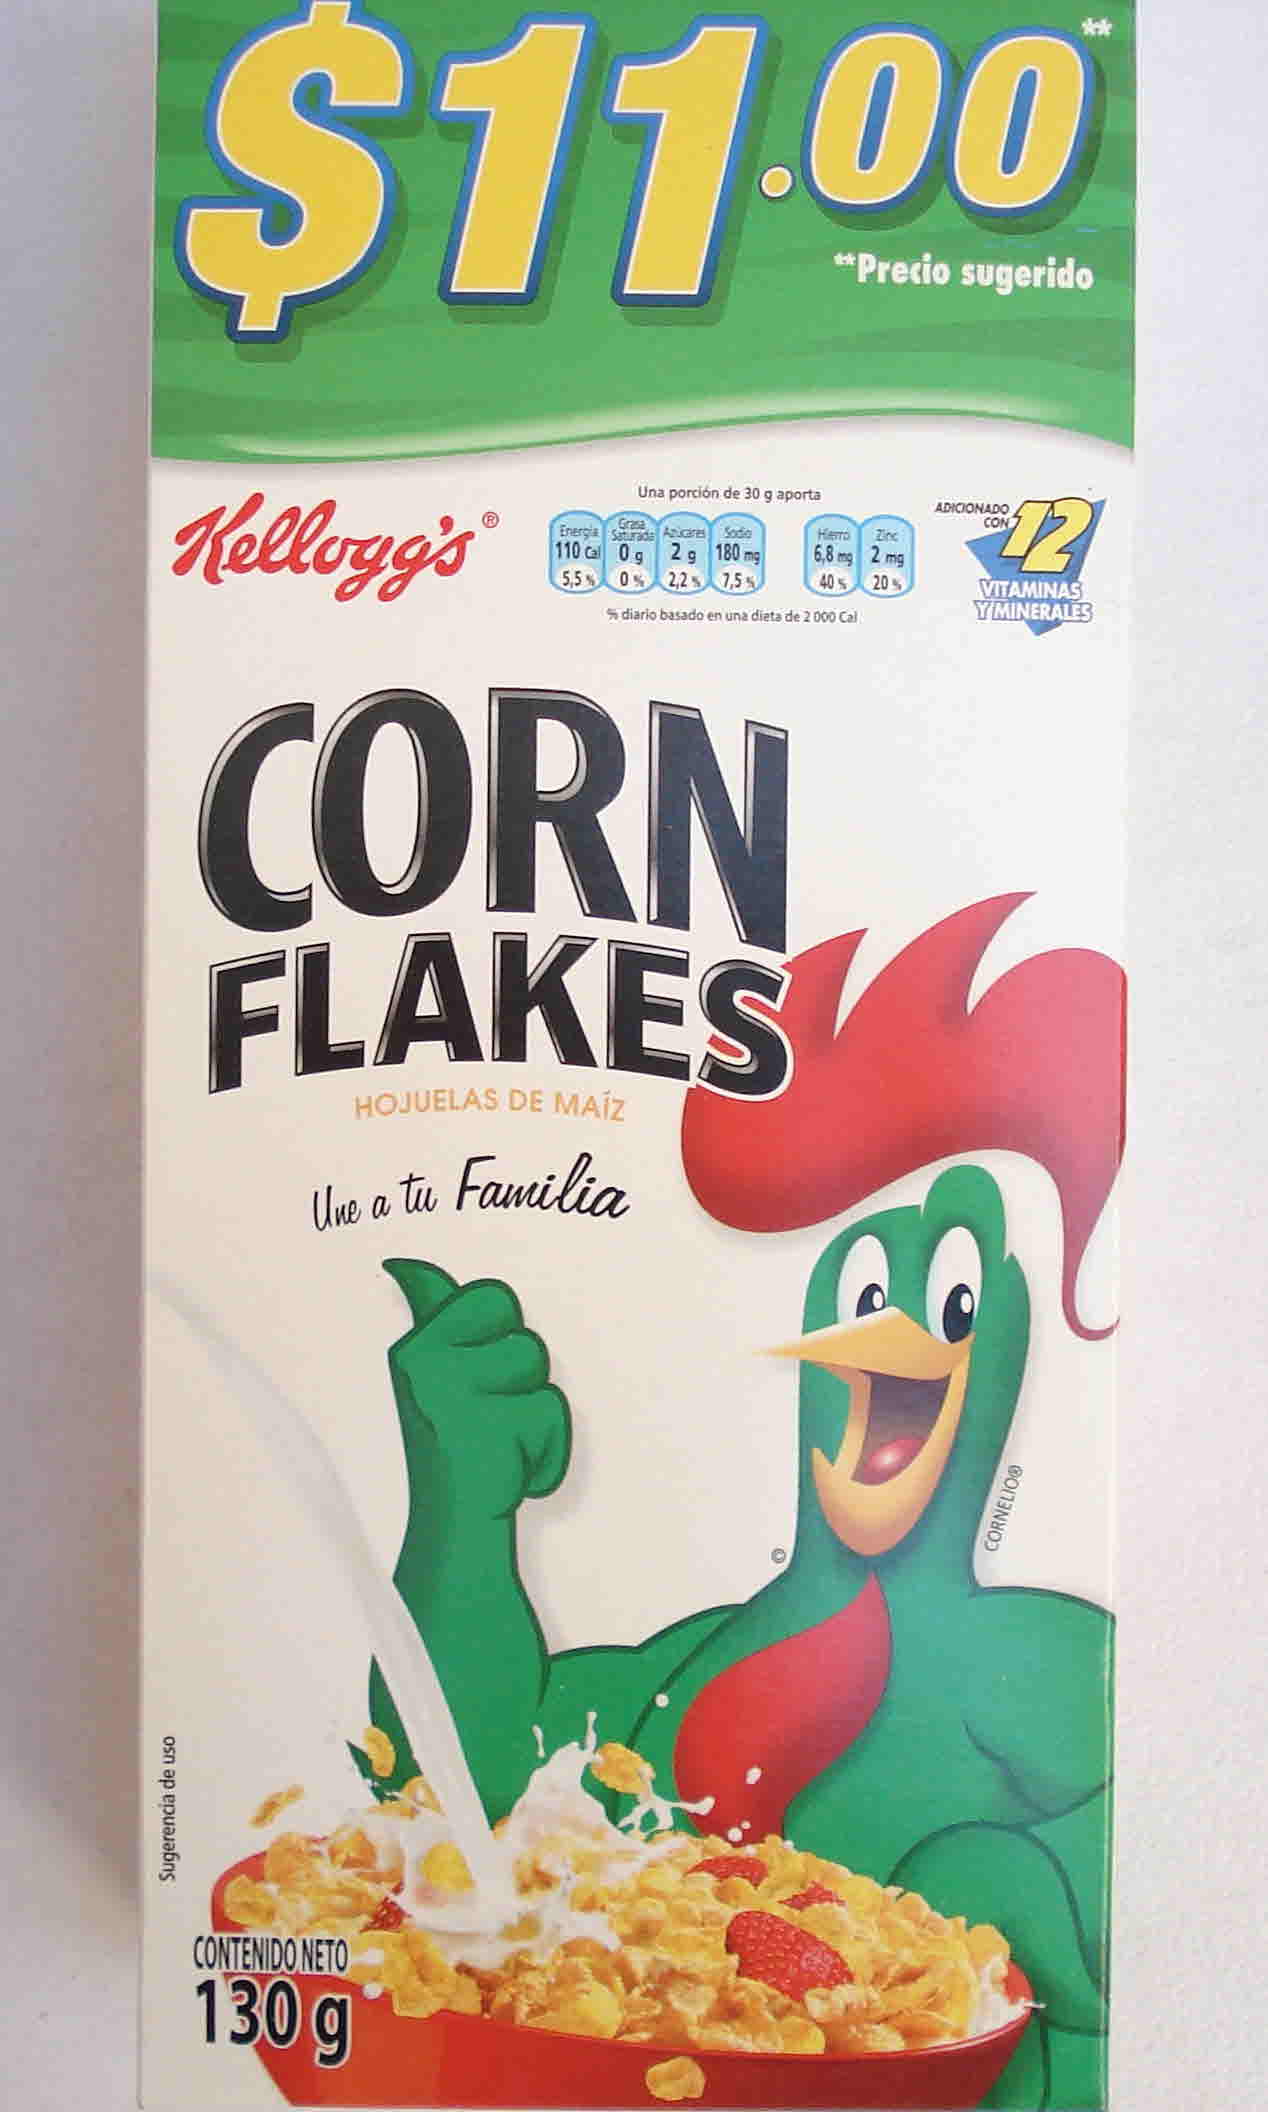 $11.00**
**Precio sugerido
Kellogg's®
Una porción de 30 g aporta
Energía Grasa Saturada Azúcares Sodio Hierro Zinc
110 Cal 0 g 2 g 180 mg 6,8 mg 2 mg
5,5 % 0 % 2,2 % 7,5 % 40 % 20 %
% diario basado en una dieta de 2 000 Cal
ADICIONADO
CON
12
VITAMINAS
Y MINERALES
CORN
FLAKES
HOJUELAS DE MAÍZ
Une a tu Familia
©
CORNELIO®
Sugerencia de uso
CONTENIDO NETO
130 g